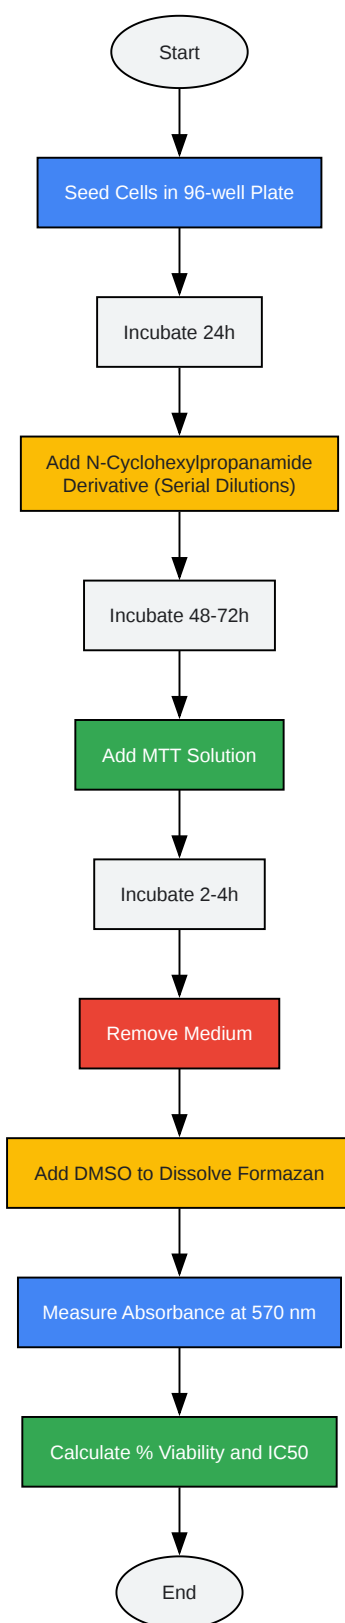 Start
Seed Cells in 96-well Plate
Incubate 24h
Add N-Cyclohexylpropanamide
Derivative (Serial Dilutions)
Incubate 48-72h
Add MTT Solution
Incubate 2-4h
Remove Medium
Add DMSO to Dissolve Formazan
Measure Absorbance at 570 nm
Calculate % Viability and IC50
End